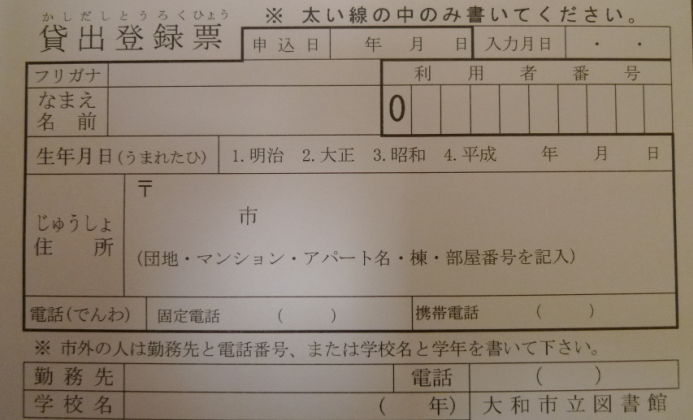 かしだしとうろくひょう
貸出登録票 ※ 太い線の中のみ書いてください。
申込日 年 月 日 入力月日 ・ ・
フリガナ 利用者番号
なまえ 0
名前
生年月日(うまれたひ) 1.明治 2.大正 3.昭和 4.平成 年 月 日
〒
市
じゅうしょ
住所
(団地・マンション・アパート名・棟・部屋番号を記入)
電話(でんわ) 固定電話 ( ) 携帯電話 ( )
※ 市外の人は勤務先と電話番号、または学校名と学年を書いて下さい。
勤務先 電話 ( )
学校名 ( 年) 大和市立図書館